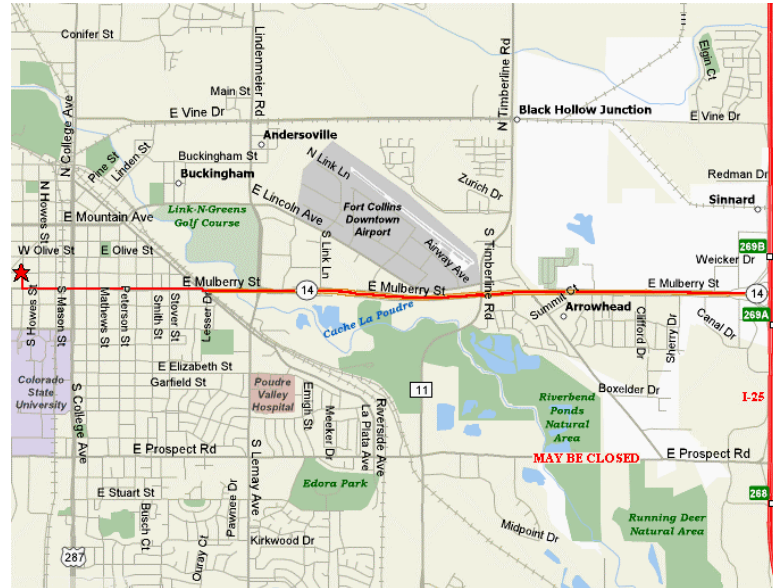 Conifer St
Lindenmeier Rd
N Timberline Rd
Elgin Ct
Main St
N College Ave
E Vine Dr
Black Hollow Junction
E Vine Dr
Andersoville
Pine St
Linden St
Buckingham St
N Link Ln
Buckingham
Zurich Dr
Redman Dr
N Howes St
E Lincoln Ave
Fort Collins
Downtown
Airport
Sinnard
E Mountain Ave
Link-N-Greens
Golf Course
S Link Ln
Airway Ave
S Timberline Rd
W Olive St
E Olive St
269B
Weicker Dr
E Mulberry St
14
E Mulberry St
E Mulberry St
14
Summit Ct
S Howes St
S Mason St
Mathews St
Peterson St
Smith St
Stover St
Lesser Dr
Cache La Poudre
Arrowhead
Clifford Dr
Sherry Dr
Canal Dr
269A
Colorado
State
University
E Elizabeth St
Garfield St
Poudre
Valley
Hospital
Emigh St
Meeker Dr
La Plata Ave
Riverside Ave
11
Boxelder Dr
Riverbend
Ponds
Natural
Area
I-25
S College Ave
S Lemay Ave
E Prospect Rd
MAY BE CLOSED
E Prospect Rd
E Stuart St
Busch Ct
Pawnee Dr
Edora Park
268
Ouray Ct
Kirkwood Dr
Midpoint Dr
Running Deer
Natural Area
287